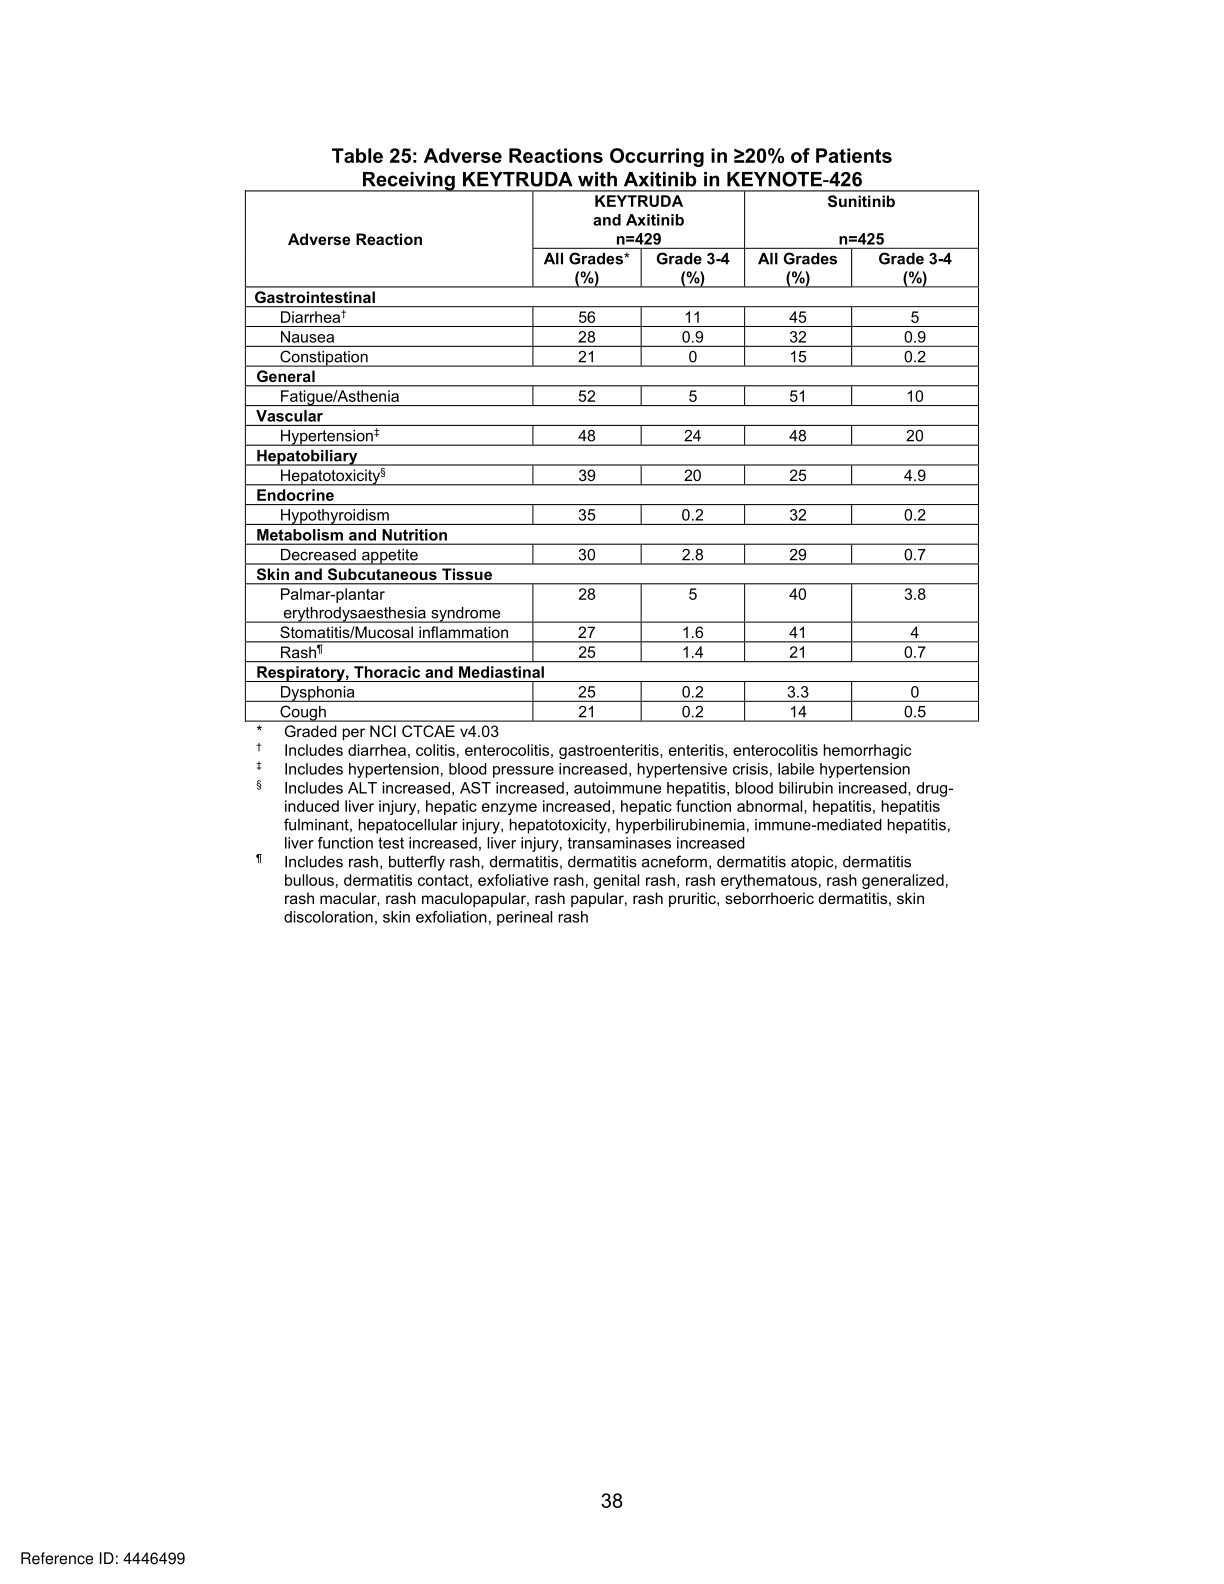 Table 25: Adverse Reactions Occurring in ≥20% of Patients
Receiving KEYTRUDA with Axitinib in KEYNOTE-426
Adverse Reaction
KEYTRUDA
and Axitinib
n=429
Sunitinib
n=425
All Grades* (%) Grade 3-4 (%) All Grades (%) Grade 3-4 (%)
Gastrointestinal
Diarrhea† 56 11 45 5
Nausea 28 0.9 32 0.9
Constipation 21 0 15 0.2
General
Fatigue/Asthenia 52 5 51 10
Vascular
Hypertension‡ 48 24 48 20
Hepatobiliary
Hepatotoxicity§ 39 20 25 4.9
Endocrine
Hypothyroidism 35 0.2 32 0.2
Metabolism and Nutrition
Decreased appetite 30 2.8 29 0.7
Skin and Subcutaneous Tissue
Palmar-plantar 28 5 40 3.8
erythrodysaesthesia syndrome
Stomatitis/Mucosal inflammation 27 1.6 41 4
Rash¶ 25 1.4 21 0.7
Respiratory, Thoracic and Mediastinal
Dysphonia 25 0.2 3.3 0
Cough 21 0.2 14 0.5
* Graded per NCI CTCAE v4.03
† Includes diarrhea, colitis, enterocolitis, gastroenteritis, enteritis, enterocolitis hemorrhagic
‡ Includes hypertension, blood pressure increased, hypertensive crisis, labile hypertension
§ Includes ALT increased, AST increased, autoimmune hepatitis, blood bilirubin increased, drug-
induced liver injury, hepatic enzyme increased, hepatic function abnormal, hepatitis, hepatitis
fulminant, hepatocellular injury, hepatotoxicity, hyperbilirubinemia, immune-mediated hepatitis,
liver function test increased, liver injury, transaminases increased
¶ Includes rash, butterfly rash, dermatitis, dermatitis acneform, dermatitis atopic, dermatitis
bullous, dermatitis contact, exfoliative rash, genital rash, rash erythematous, rash generalized,
rash macular, rash maculopapular, rash papular, rash pruritic, seborrhoeric dermatitis, skin
discoloration, skin exfoliation, perineal rash
38
Reference ID: 4446499